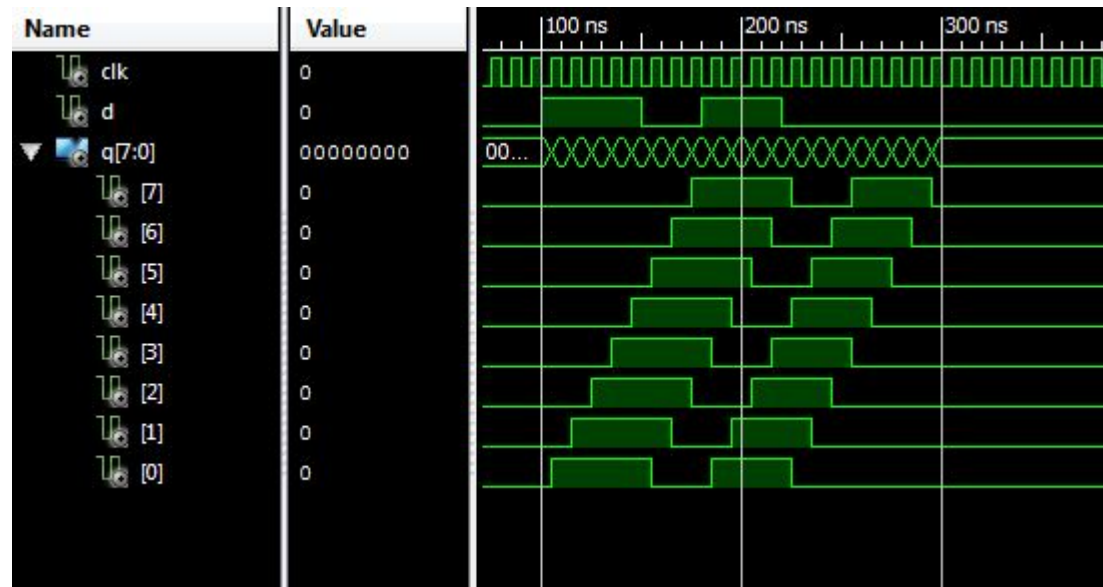 Name Value 100 ns 200 ns 300 ns
clk 0
d 0
q[7:0] 00000000 00...
[7] 0
[6] 0
[5] 0
[4] 0
[3] 0
[2] 0
[1] 0
[0] 0